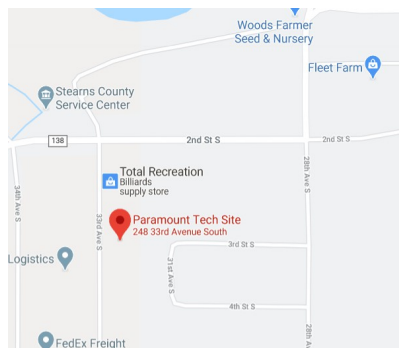 Woods Farmer
Seed & Nursery
Fleet Farm
Stearns County
Service Center
138
2nd St S
2nd St S
28th Ave S
Total Recreation
Billiards
supply store
34th Ave S
33rd Ave S
Paramount Tech Site
248 33rd Avenue South
3rd St S
31st Ave S
Logistics
4th St S
28th Ave
FedEx Freight